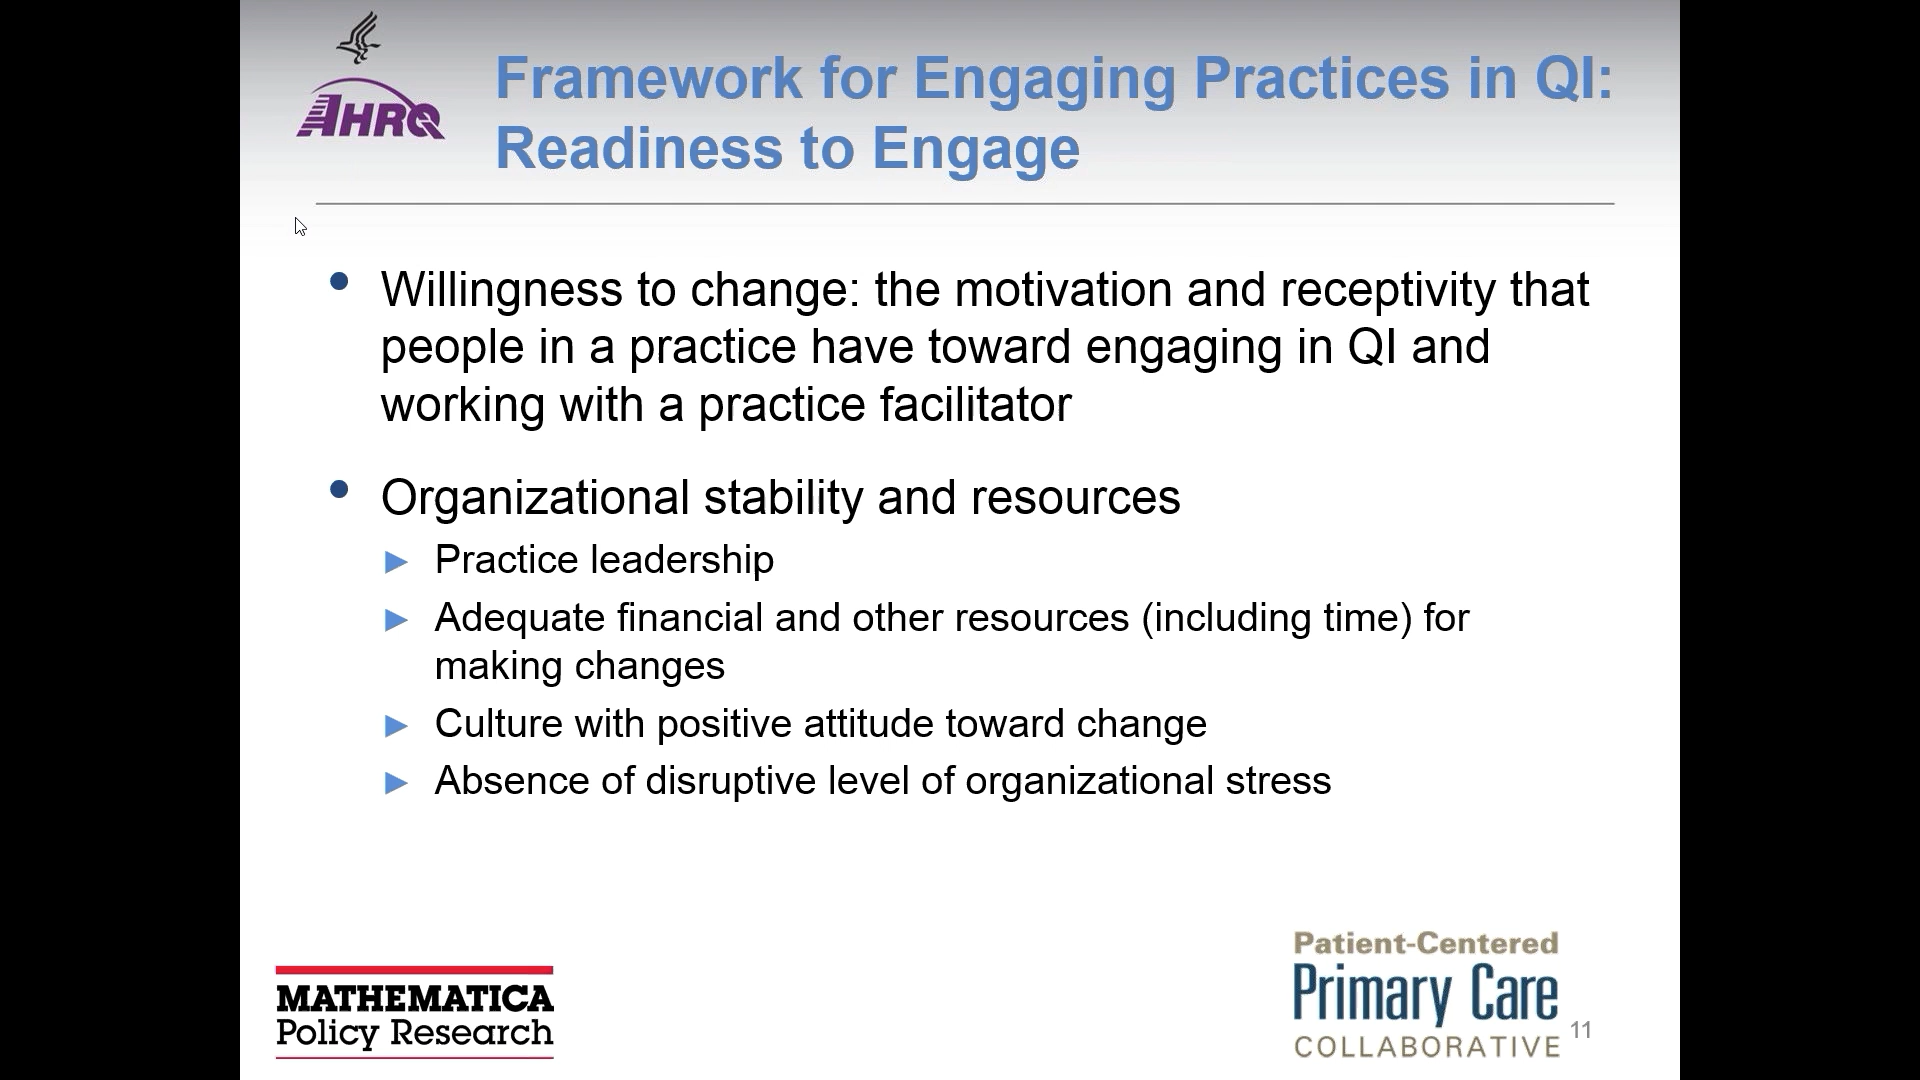 AHRQ
Framework for Engaging Practices in QI:
Readiness to Engage
Willingness to change: the motivation and receptivity that
people in a practice have toward engaging in QI and
working with a practice facilitator
Organizational stability and resources
Practice leadership
Adequate financial and other resources (including time) for
making changes
Culture with positive attitude toward change
Absence of disruptive level of organizational stress
MATHEMATICA
Policy Research
Patient-Centered
Primary Care
COLLABORATIVE
11